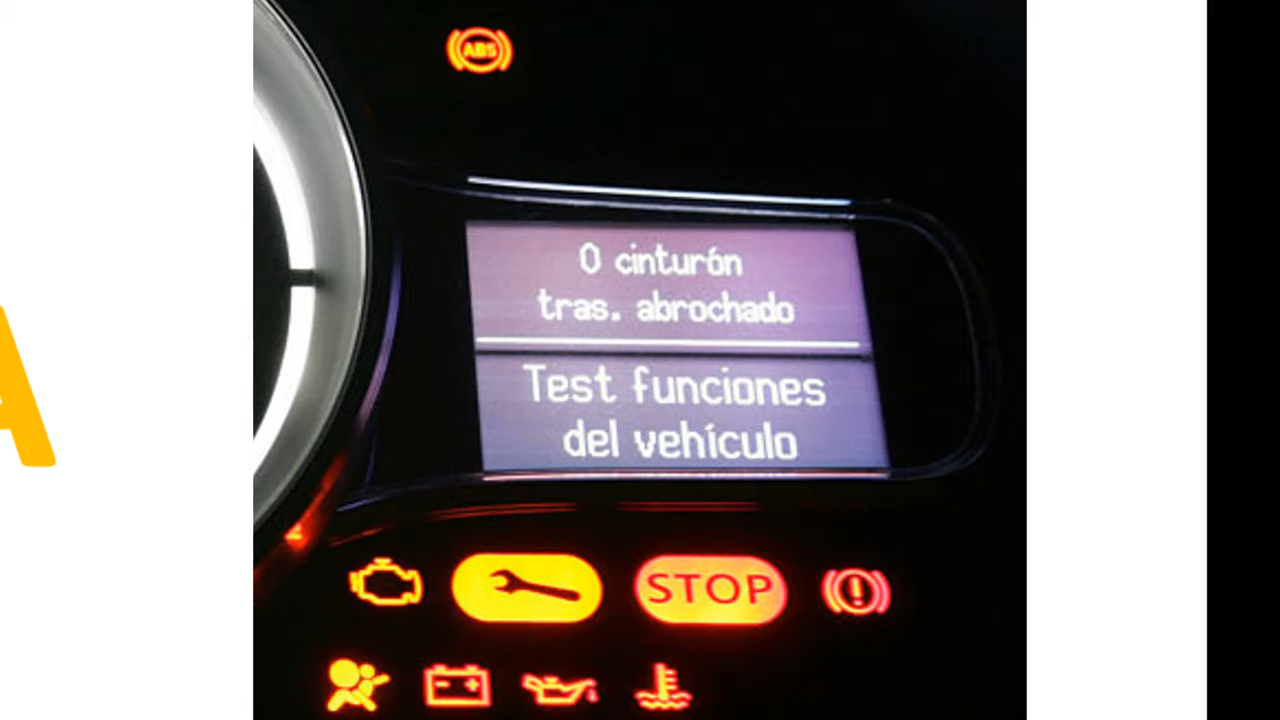 ABS
0 cinturón
tras. abrochado
Test funciones
del vehículo
STOP
A